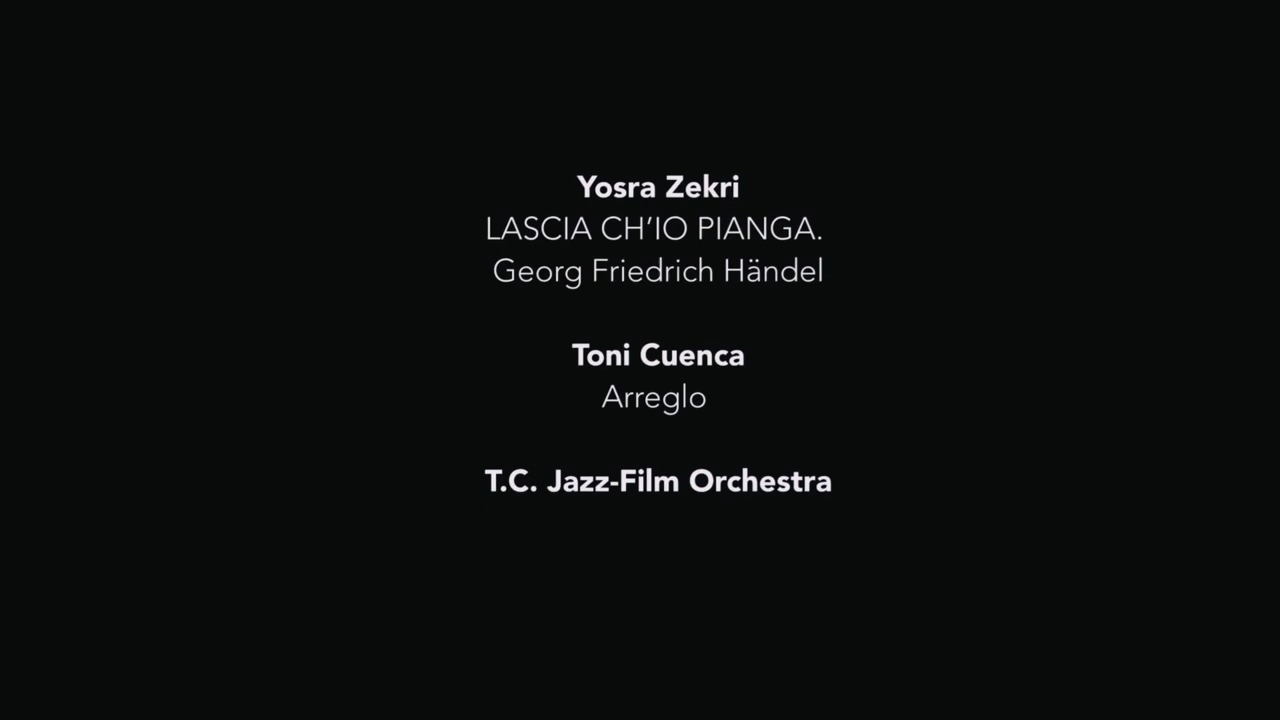 Yosra Zekri
LASCIA CH’IO PIANGA.
Georg Friedrich Händel
Toni Cuenca
Arreglo
T.C. Jazz-Film Orchestra